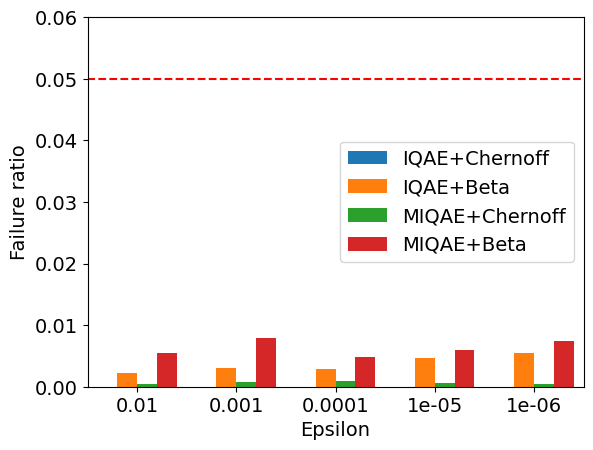 Failure ratio
0.06
0.05
0.04
0.03
0.02
0.01
0.00
IQAE+Chernoff
IQAE+Beta
MIQAE+Chernoff
MIQAE+Beta
0.01 0.001 0.0001 1e-05 1e-06
Epsilon